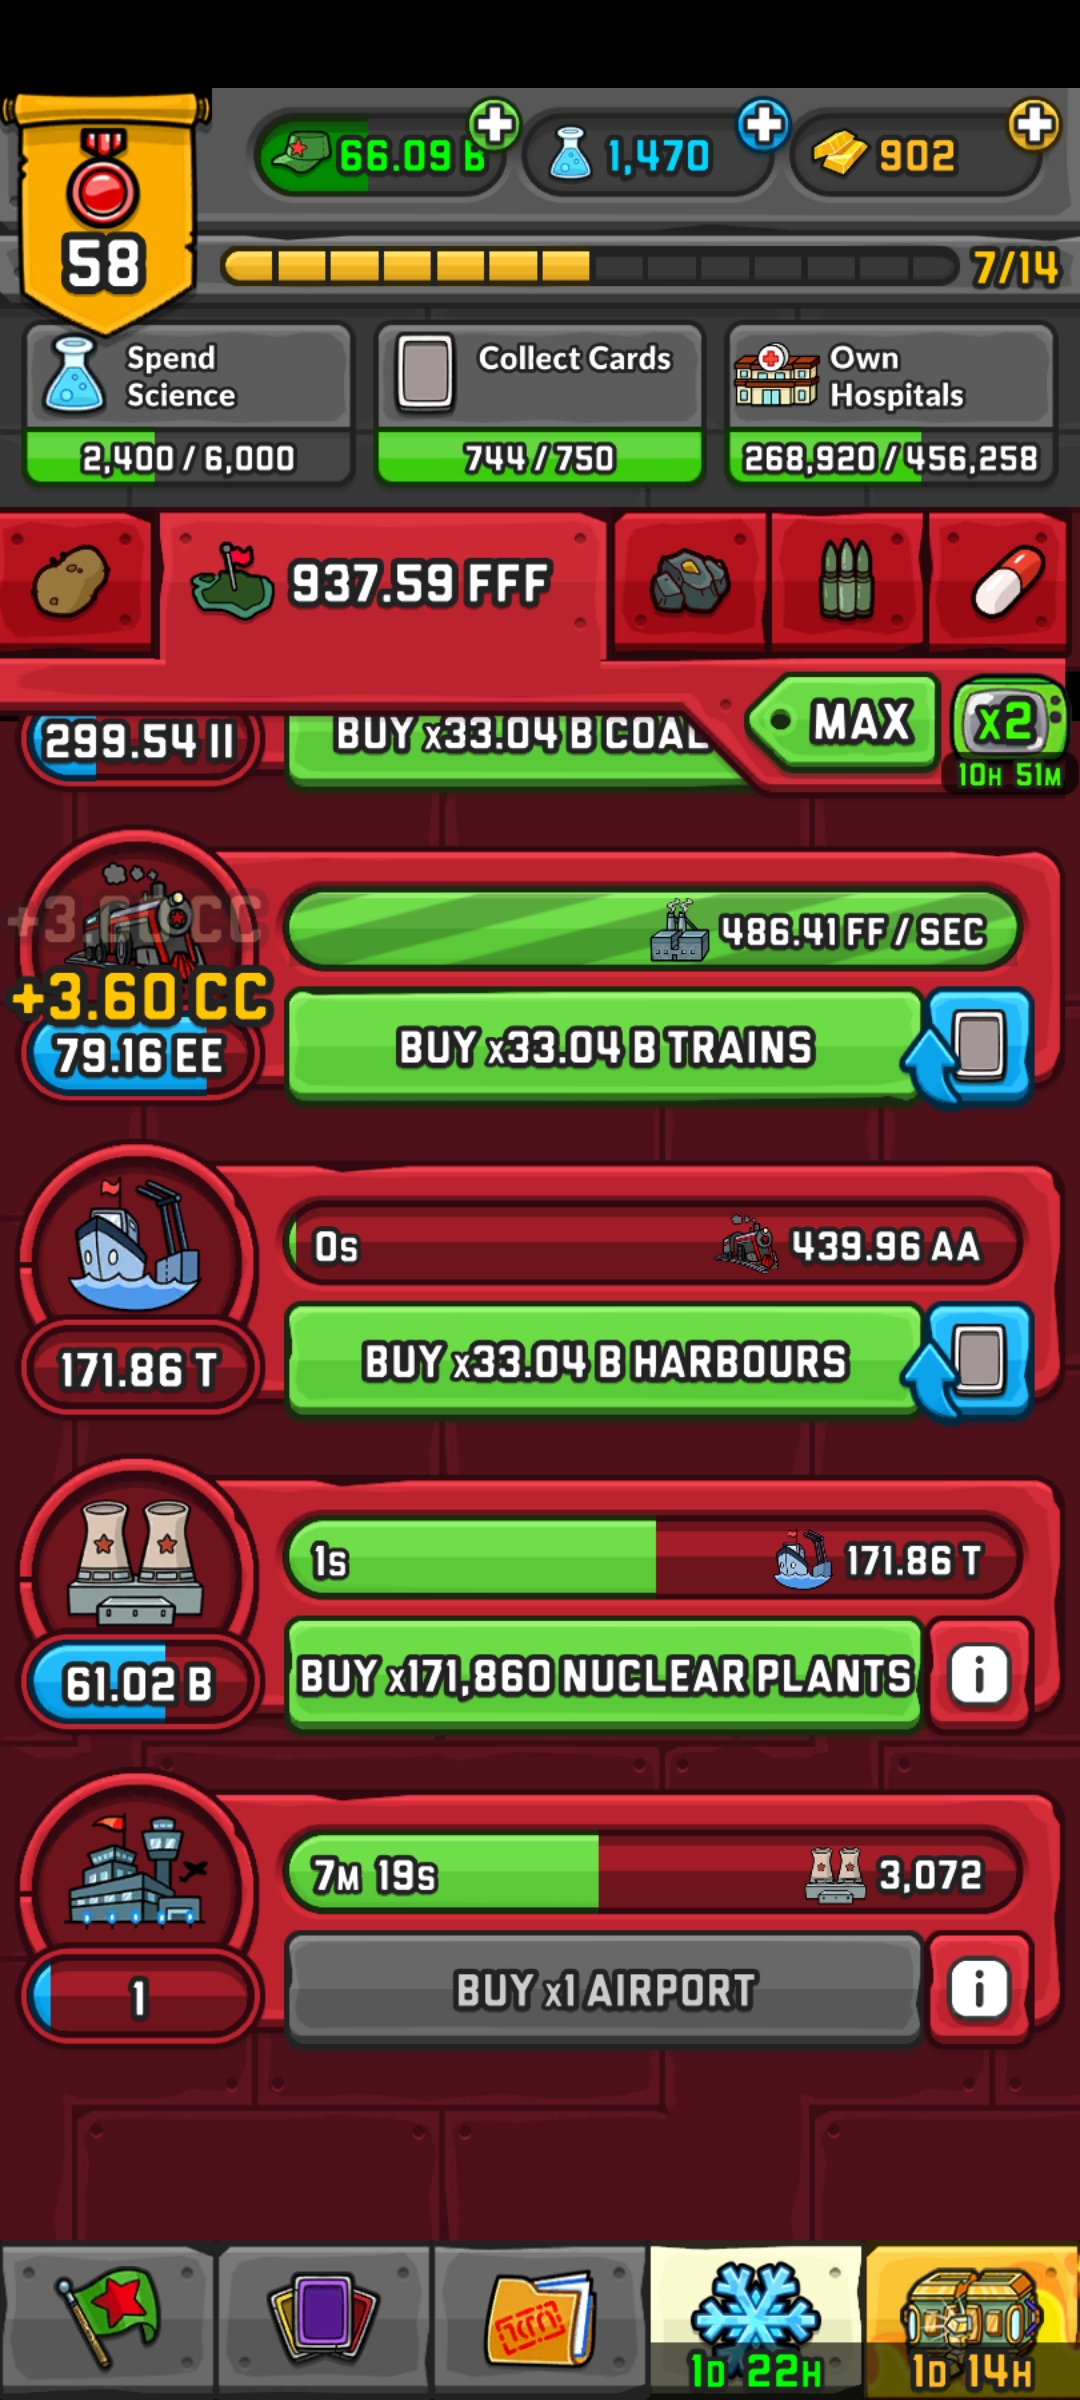 58
66.09 B
1,470
902
7/14
Spend
Science
2,400 / 6,000
Collect Cards
744 / 750
Own
Hospitals
268,920 / 456,258
937.59 FFF
MAX
x2
10H 51M
299.54 II
BUY x33.04 B COAL
+3.60 CC
+3.60 CC
79.16 EE
486.41 FF / SEC
BUY x33.04 B TRAINS
0s
439.96 AA
171.86 T
BUY x33.04 B HARBOURS
1s
171.86 T
61.02 B
BUY x171,860 NUCLEAR PLANTS
i
7M 19s
3,072
1
BUY x1 AIRPORT
i
1D 22H
1D 14H